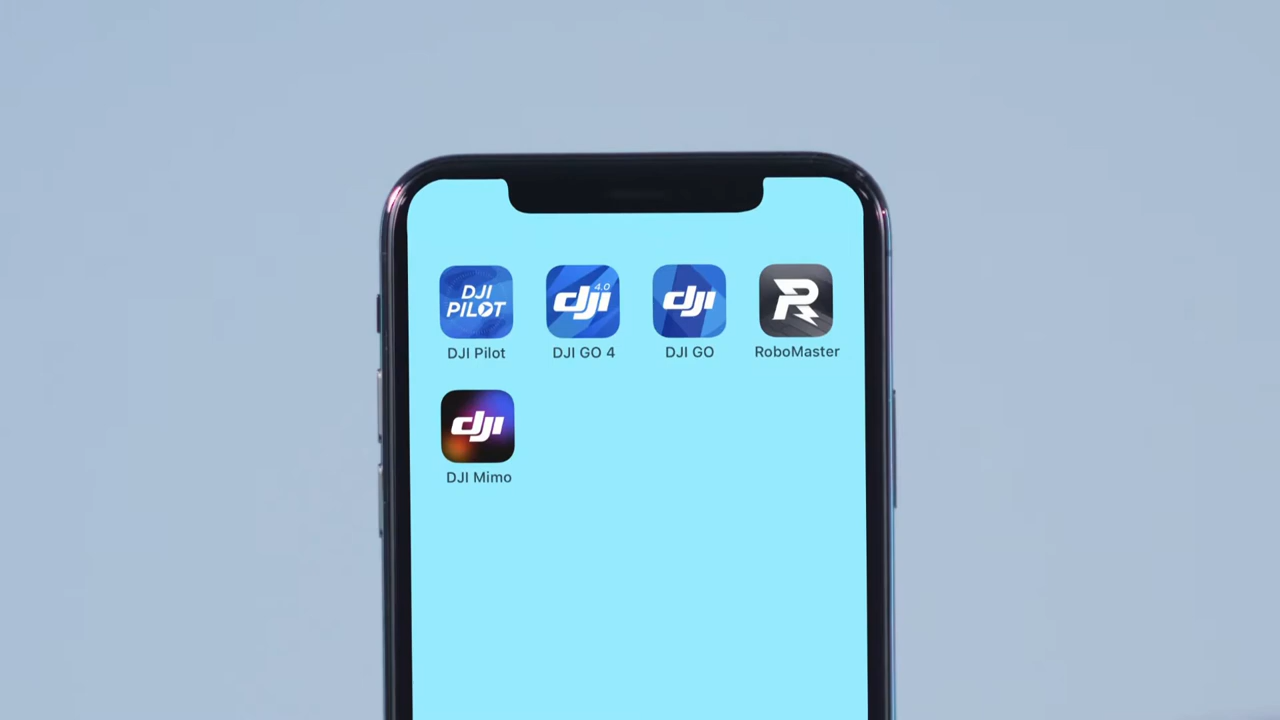 DJI
PILOT
4.0
dji
dji
R
DJI Pilot
DJI GO 4
DJI GO
RoboMaster
dji
DJI Mimo